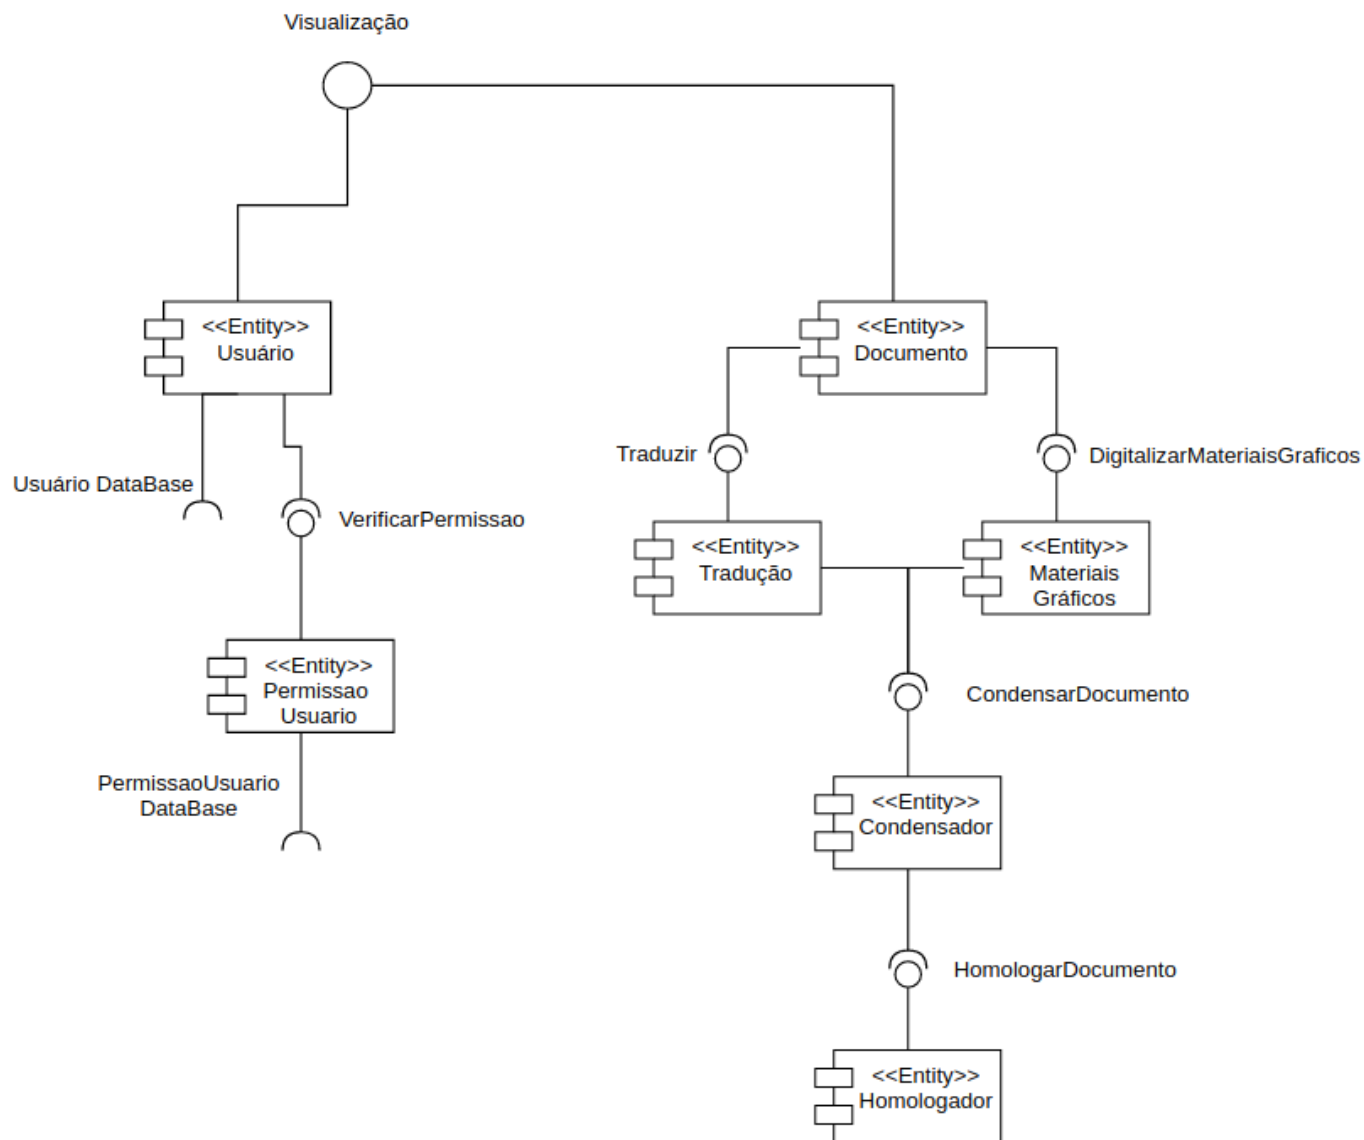 Visualização
<<Entity>>
Usuário
<<Entity>>
Documento
Traduzir
DigitalizarMateriaisGraficos
Usuário DataBase
VerificarPermissao
<<Entity>>
Tradução
<<Entity>>
Materiais
Gráficos
<<Entity>>
Permissao
Usuario
CondensarDocumento
PermissaoUsuario
DataBase
<<Entity>>
Condensador
HomologarDocumento
<<Entity>>
Homologador